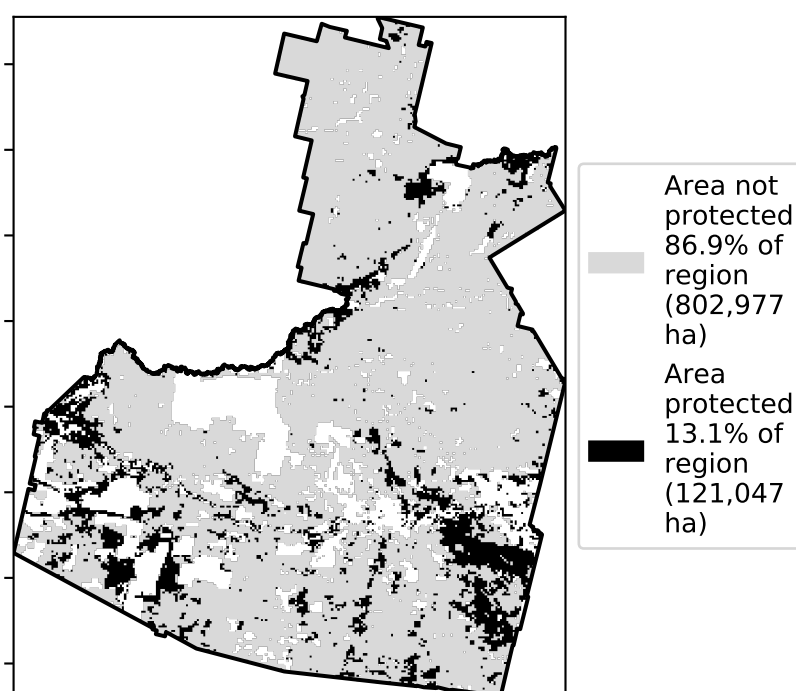 Area not
protected
86.9% of
region
(802,977
ha)
Area
protected
13.1% of
region
(121,047
ha)